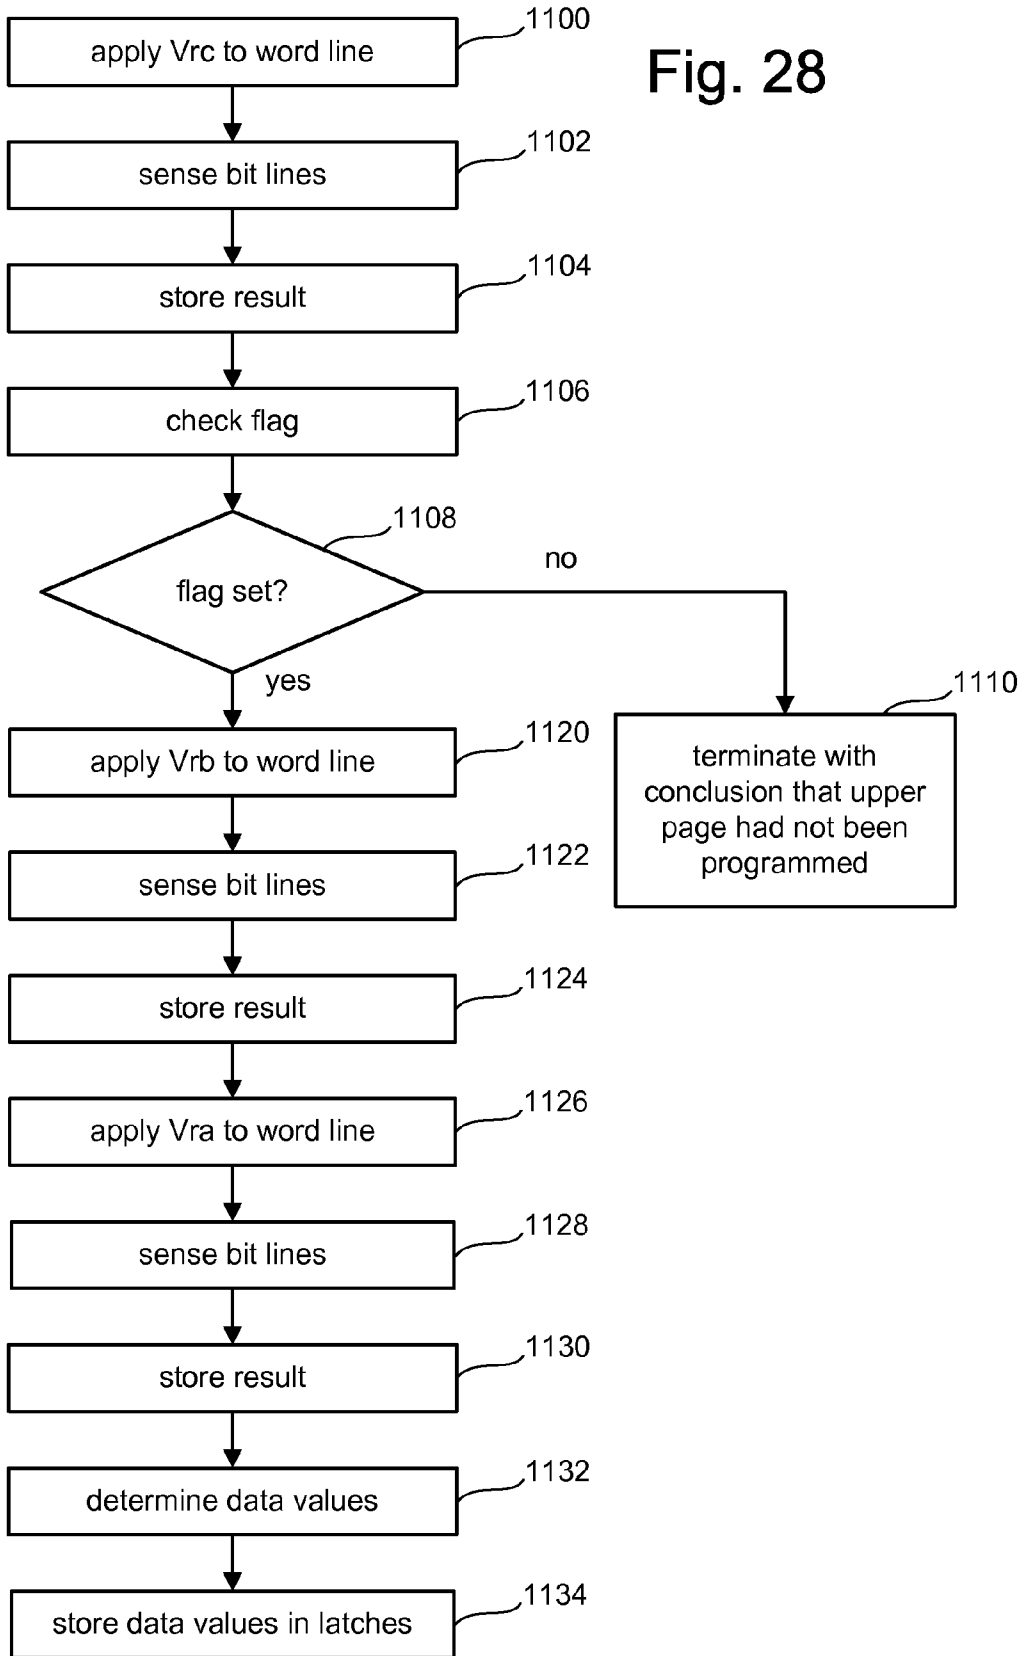 1100
apply Vrc to word line
Fig. 28
1102
sense bit lines
1104
store result
1106
check flag
1108
flag set?
no
yes
1110
terminate with
conclusion that upper
page had not been
programmed
1120
apply Vrb to word line
1122
sense bit lines
1124
store result
1126
apply Vra to word line
1128
sense bit lines
1130
store result
1132
determine data values
1134
store data values in latches